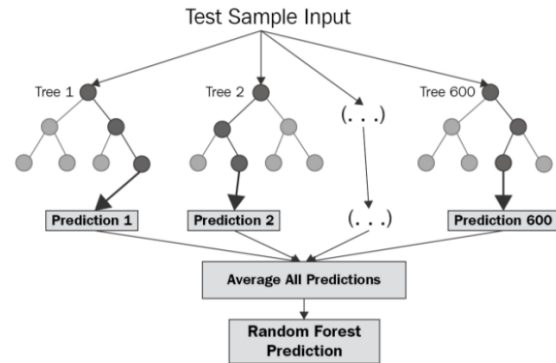 Test Sample Input
Tree 1
Tree 2
(. . .)
Tree 600
Prediction 1
Prediction 2
(. . .)
Prediction 600
Average All Predictions
Random Forest
Prediction